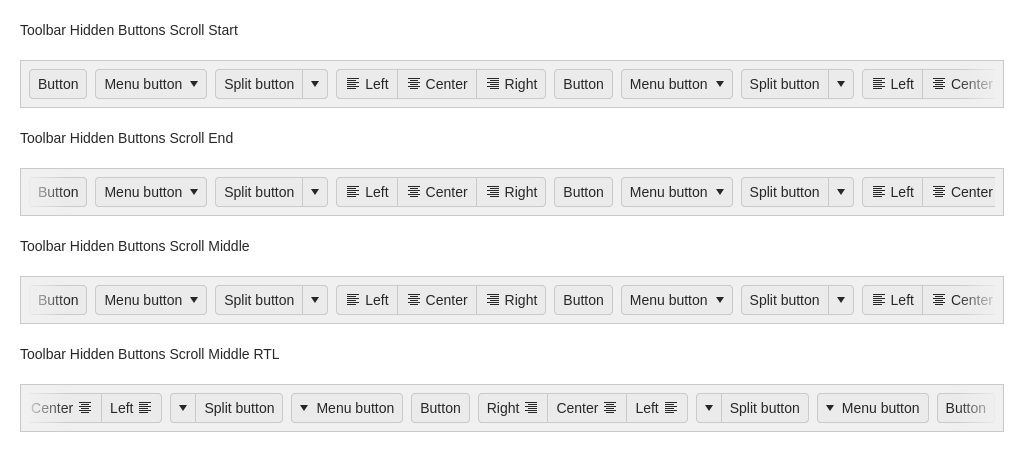 Toolbar Hidden Buttons Scroll Start
Button Menu button Split button Left Center Right Button Menu button Split button Left Center
Toolbar Hidden Buttons Scroll End
Button Menu button Split button Left Center Right Button Menu button Split button Left Center
Toolbar Hidden Buttons Scroll Middle
Button Menu button Split button Left Center Right Button Menu button Split button Left Center
Toolbar Hidden Buttons Scroll Middle RTL
Center Left Split button Menu button Button Right Center Left Split button Menu button Button